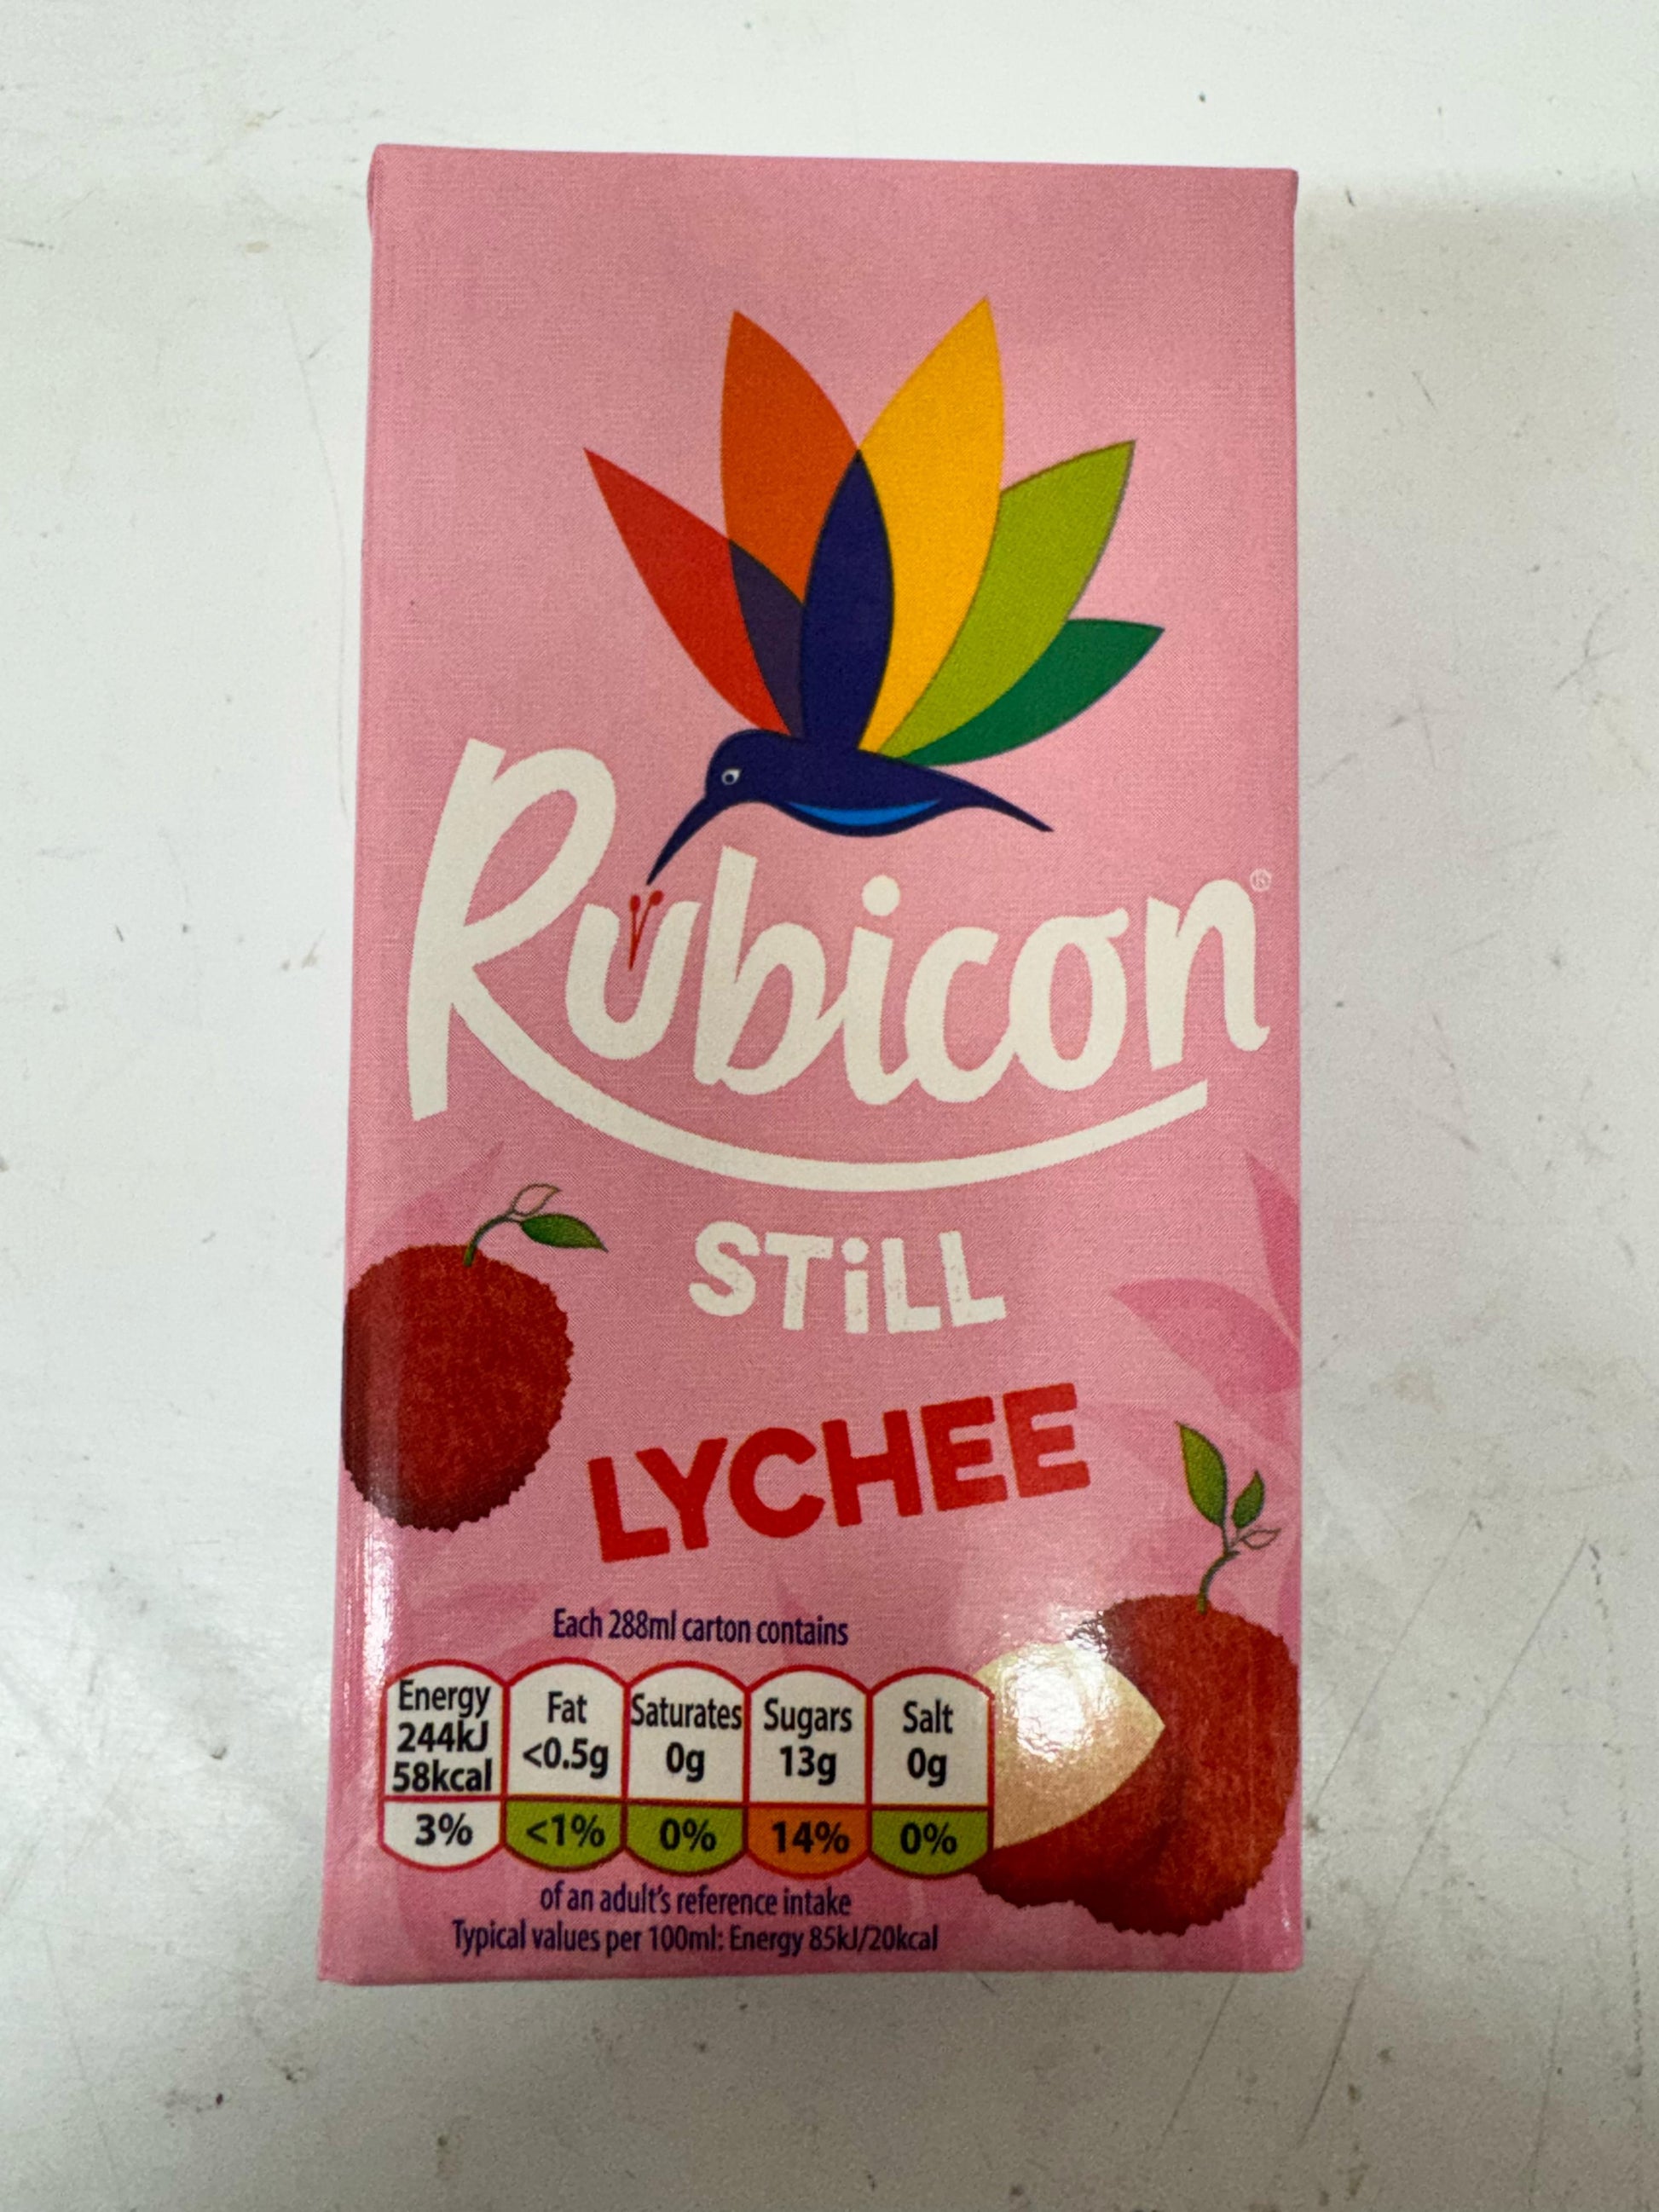 Rubicon®
STiLL
LYCHEE
Each 288ml carton contains
Energy 244kJ 58kcal 3%
Fat <0.5g <1%
Saturates 0g 0%
Sugars 13g 14%
Salt 0g 0%
of an adult's reference intake
Typical values per 100ml: Energy 85kJ/20kcal